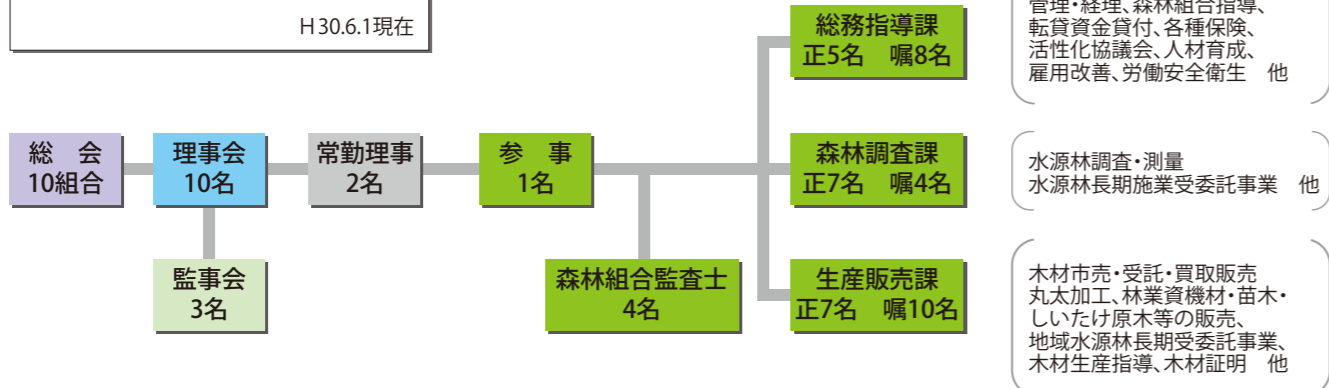 H30.6.1現在
総務指導課
正5名 嘱8名
管理・経理、森林組合指導、
転貸資金貸付、各種保険、
活性化協議会、人材育成、
雇用改善、労働安全衛生 他
総 会
10組合
理事会
10名
常勤理事
2名
参 事
1名
森林調査課
正7名 嘱4名
水源林調査・測量
水源林長期施業受委託事業 他
監事会
3名
森林組合監査士
4名
生産販売課
正7名 嘱10名
木材市売・受託・買取販売
丸太加工、林業資機材・苗木・
しいたけ原木等の販売、
地域水源林長期受委託事業、
木材生産指導、木材証明 他